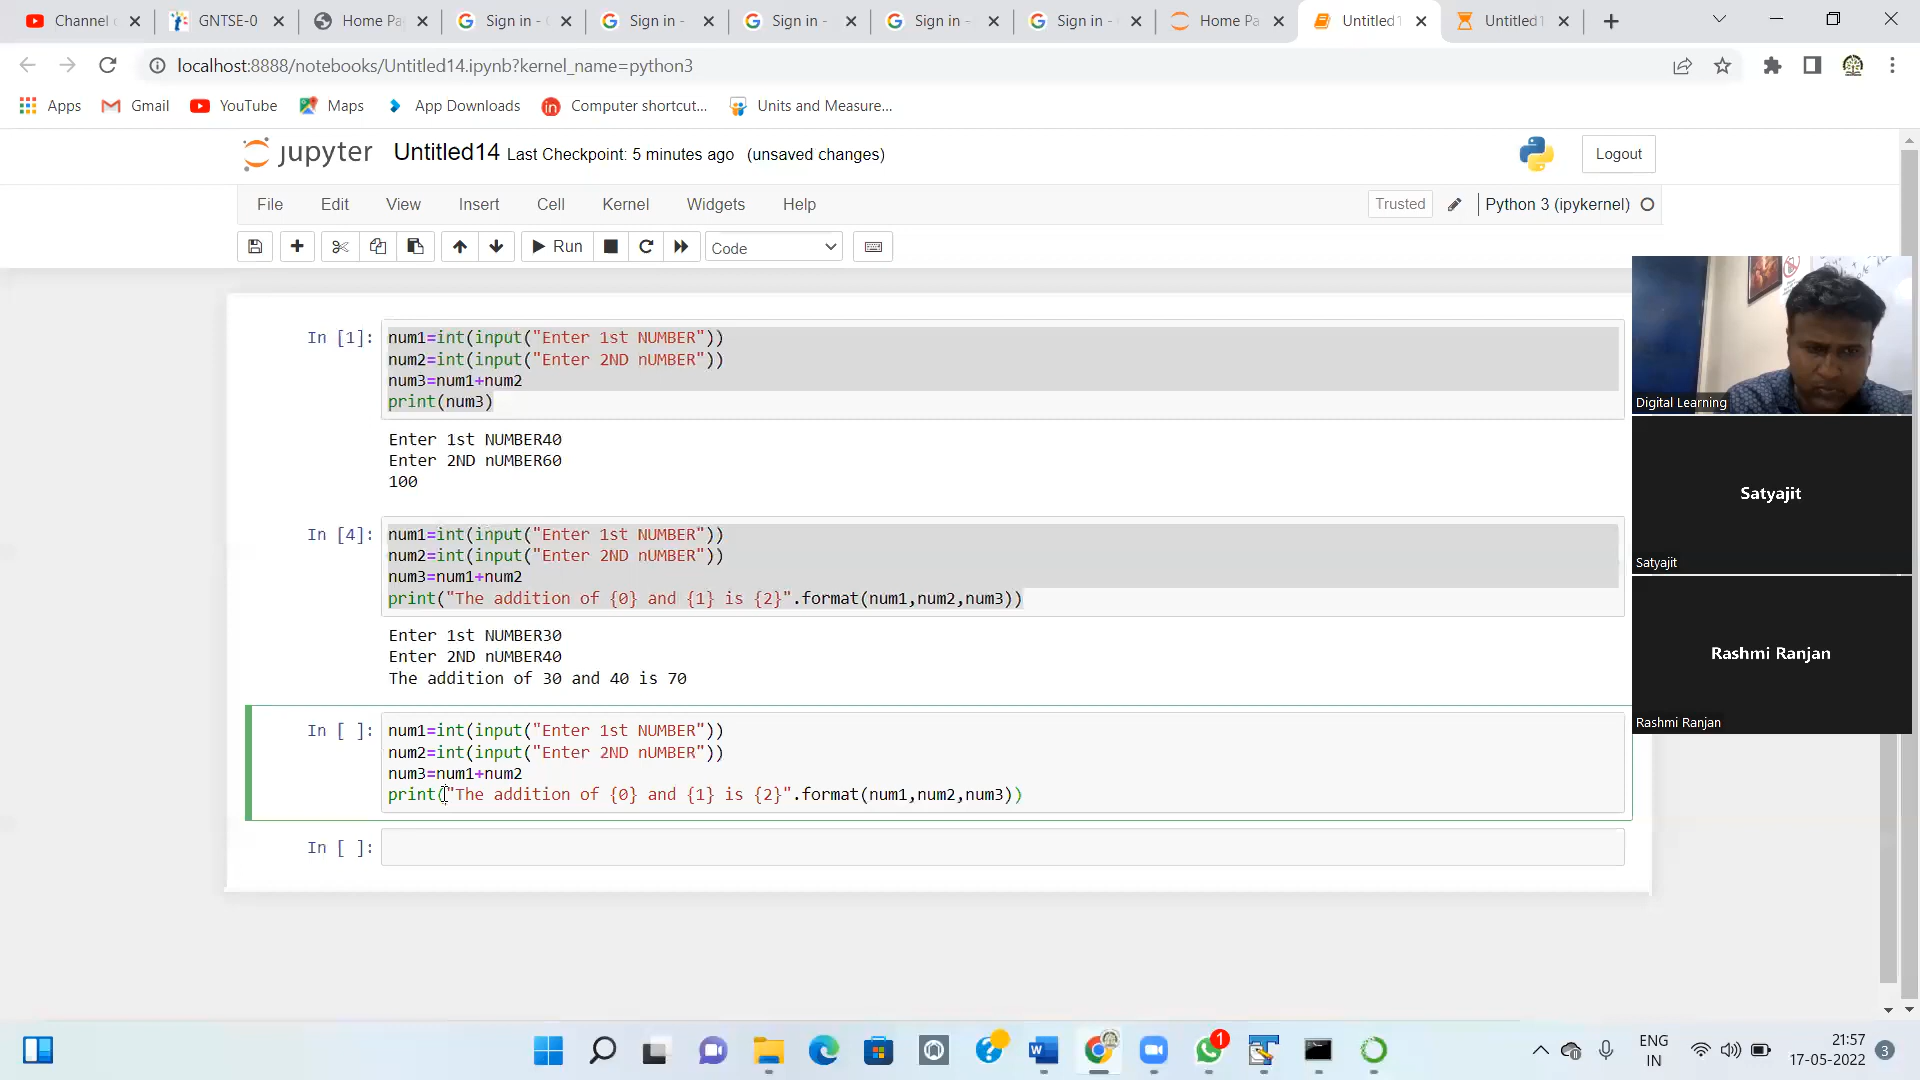 Channel c
GNTSE-0
Home Pa
Sign in - 
Sign in -
Sign in -
Sign in -
Sign in -
Home Pa
Untitled1
Untitled1
localhost:8888/notebooks/Untitled14.ipynb?kernel_name=python3
Apps
Gmail
YouTube
Maps
App Downloads
Computer shortcut...
Units and Measure...
jupyter
Untitled14 Last Checkpoint: 5 minutes ago (unsaved changes)
Logout
File Edit View Insert Cell Kernel Widgets Help
Trusted
Python 3 (ipykernel)
Run
Code
In [1]:
num1=int(input("Enter 1st NUMBER"))
num2=int(input("Enter 2ND nUMBER"))
num3=num1+num2
print(num3)
Enter 1st NUMBER40
Enter 2ND nUMBER60
100
In [4]:
num1=int(input("Enter 1st NUMBER"))
num2=int(input("Enter 2ND nUMBER"))
num3=num1+num2
print("The addition of {0} and {1} is {2}".format(num1,num2,num3))
Enter 1st NUMBER30
Enter 2ND nUMBER40
The addition of 30 and 40 is 70
In [ ]:
num1=int(input("Enter 1st NUMBER"))
num2=int(input("Enter 2ND nUMBER"))
num3=num1+num2
print("The addition of {0} and {1} is {2}".format(num1,num2,num3))
In [ ]:
Digital Learning
Satyajit
Satyajit
Rashmi Ranjan
Rashmi Ranjan
1
ENG
IN
21:57
17-05-2022
3